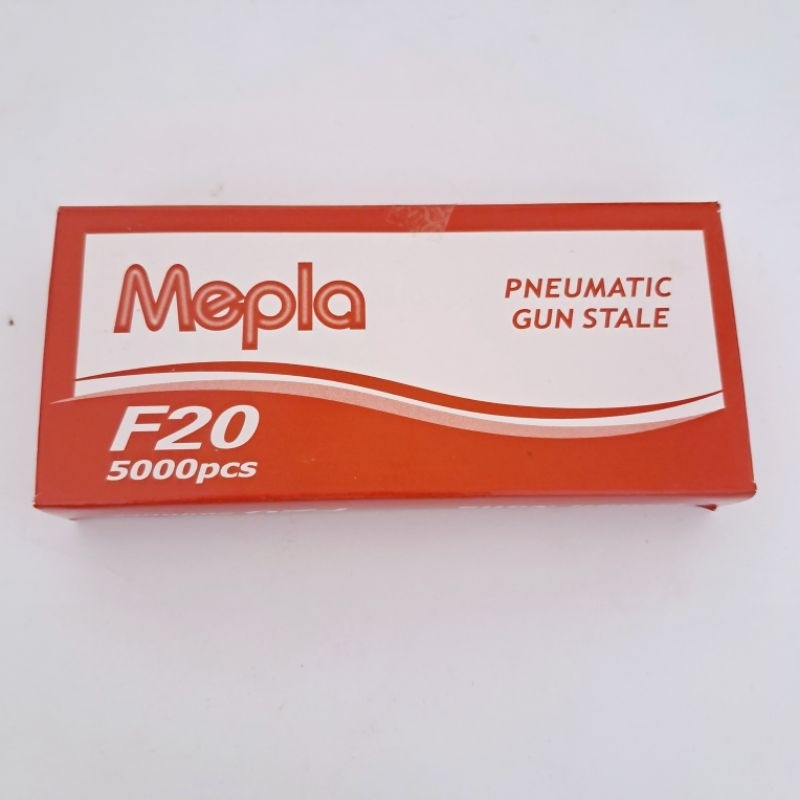 Mepla
PNEUMATIC
GUN STALE
F20
5000pcs